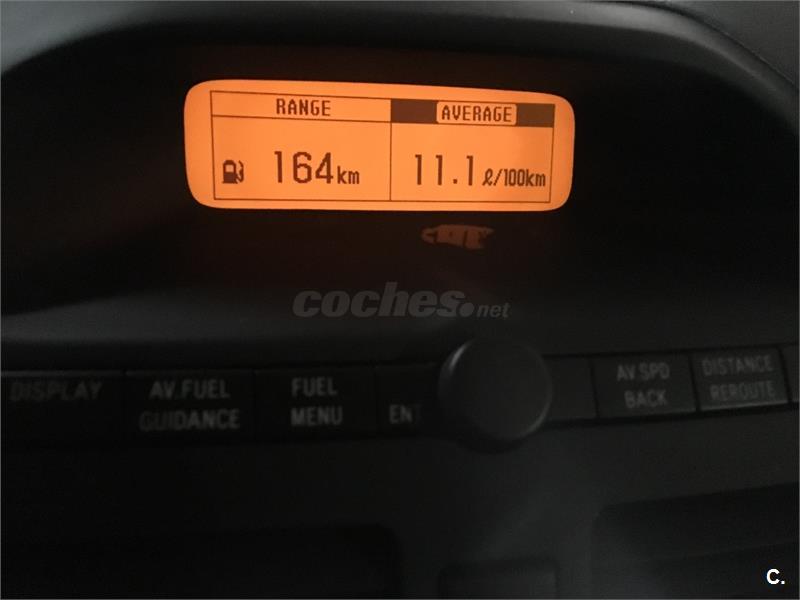 RANGE AVERAGE
164km 11.1 ℓ/100km
coches.net
DISPLAY AV.FUEL FUEL AV.SPD DISTANCE
GUIDANCE MENU ENT BACK REROUTE
C.